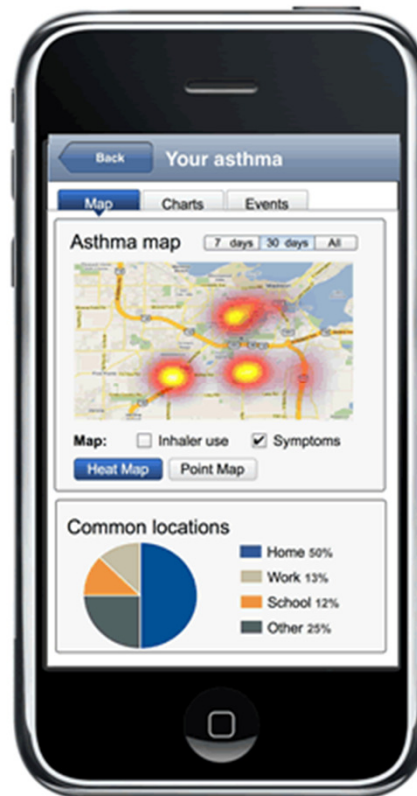 Back Your asthma
Map Charts Events
Asthma map 7 days 30 days All
Map: Inhaler use Symptoms
Heat Map Point Map
Common locations
Home 50%
Work 13%
School 12%
Other 25%